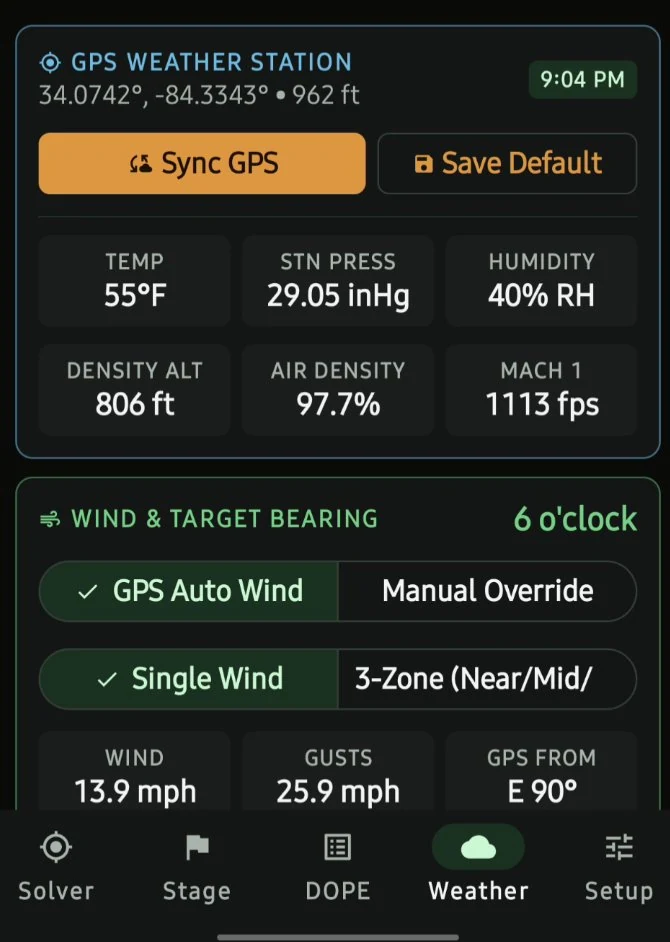 GPS WEATHER STATION
34.0742°, -84.3343° • 962 ft
9:04 PM
Sync GPS
Save Default
TEMP
55°F
STN PRESS
29.05 inHg
HUMIDITY
40% RH
DENSITY ALT
806 ft
AIR DENSITY
97.7%
MACH 1
1113 fps
WIND & TARGET BEARING
6 o'clock
GPS Auto Wind
Manual Override
Single Wind
3-Zone (Near/Mid/
WIND
13.9 mph
GUSTS
25.9 mph
GPS FROM
E 90°
Solver
Stage
DOPE
Weather
Setup